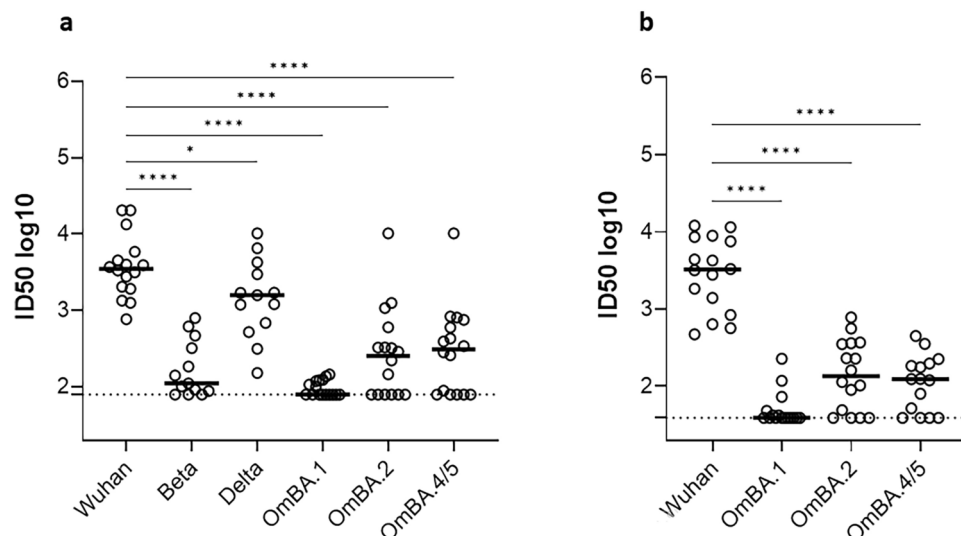 a
ID50 log10
6
5
4
3
2
****
****
****
*
****
Wuhan
Beta
Delta
OmBA.1
OmBA.2
OmBA.4/5
b
ID50 log10
6
5
4
3
2
****
****
****
Wuhan
OmBA.1
OmBA.2
OmBA.4/5